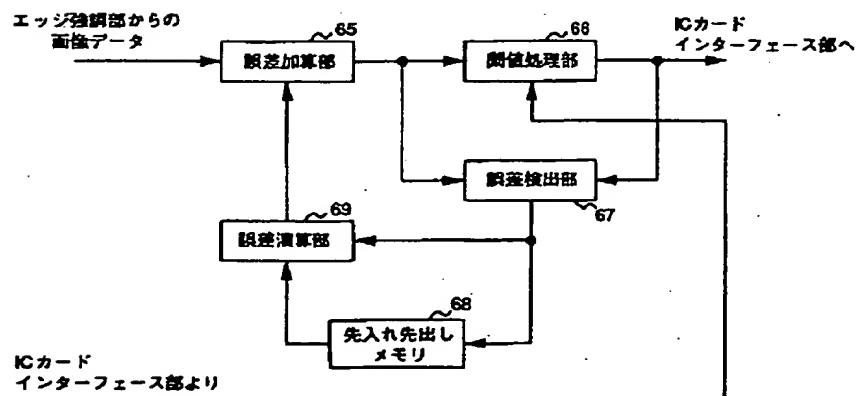 エッジ強調部からの
画像データ
65
誤差加算部
66
閾値処理部
ICカード
インターフェース部へ
誤差検出部
67
69
誤差演算部
68
先入れ先出し
メモリ
ICカード
インターフェース部より